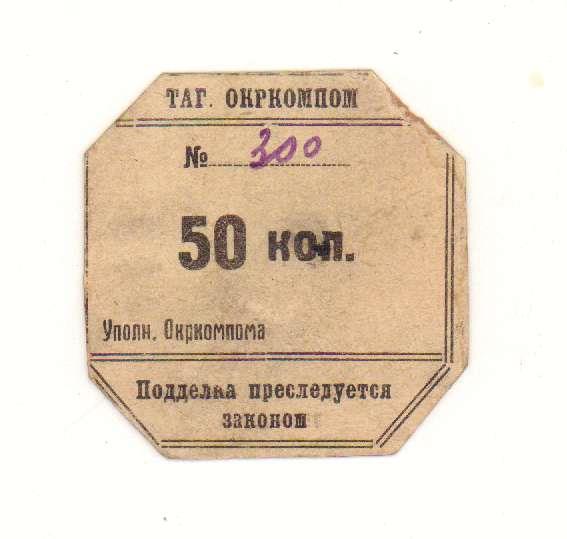 ТАГ. ОКРКОМПОМ
№ 300
50 коп.
Уполн. Окркомпома
Подделка преследуется
законом